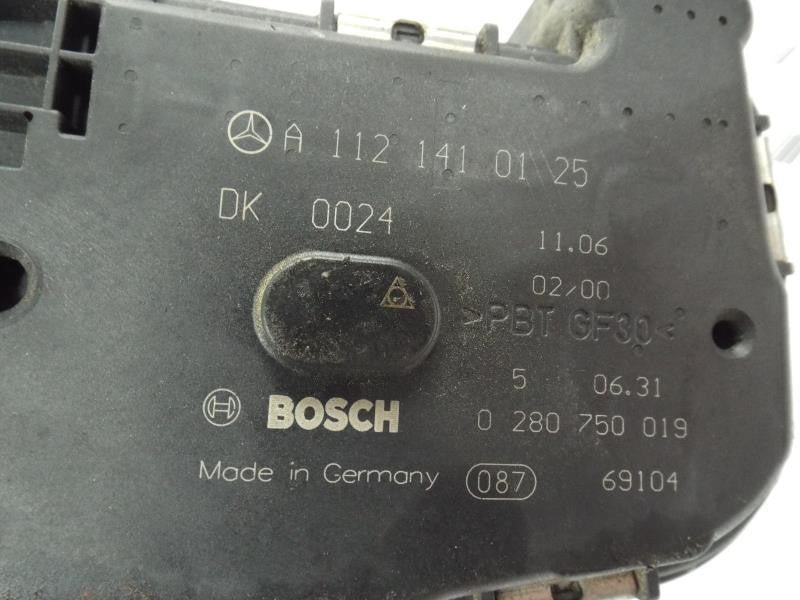 A 112 141 01\\25
DK 0024
11.06
02/00
>PBT GF30<
5 06.31
BOSCH 0 280 750 019
Made in Germany 087 69104